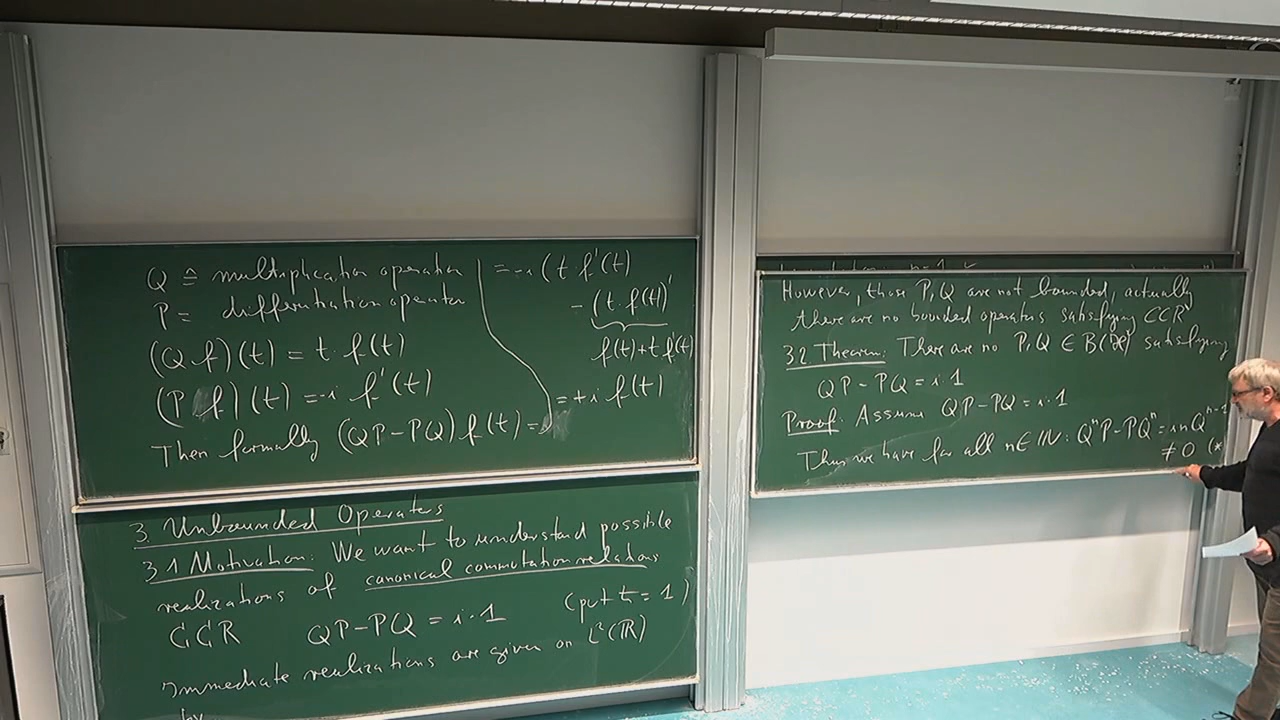 3. Unbounded Operators
3.1 Motivation: We want to understand possible
realizations of canonical commutation relations
CCR QP-PQ = i·1 (put ħ = 1)
Immediate realizations are given on L²(ℝ)
by
Q ≙ multiplication operator
P = differentiation operator
(Q f)(t) = t· f(t)
(P f)(t) = -i f'(t)
Then formally (QP-PQ) f(t) =
= -i (t f'(t)
- (t·f(t))'
f(t)+t f'(t)
= +i f(t)
However, those P,Q are not bounded, actually
there are no bounded operators satisfying CCR
3.2 Theorem: There are no P,Q ∈ B(ℋ) satisfying
QP-PQ = i·1
Proof: Assume QP-PQ = i·1
Then we have for all n∈ℕ: QⁿP-PQⁿ = inQⁿ⁻¹
≠ 0 (*